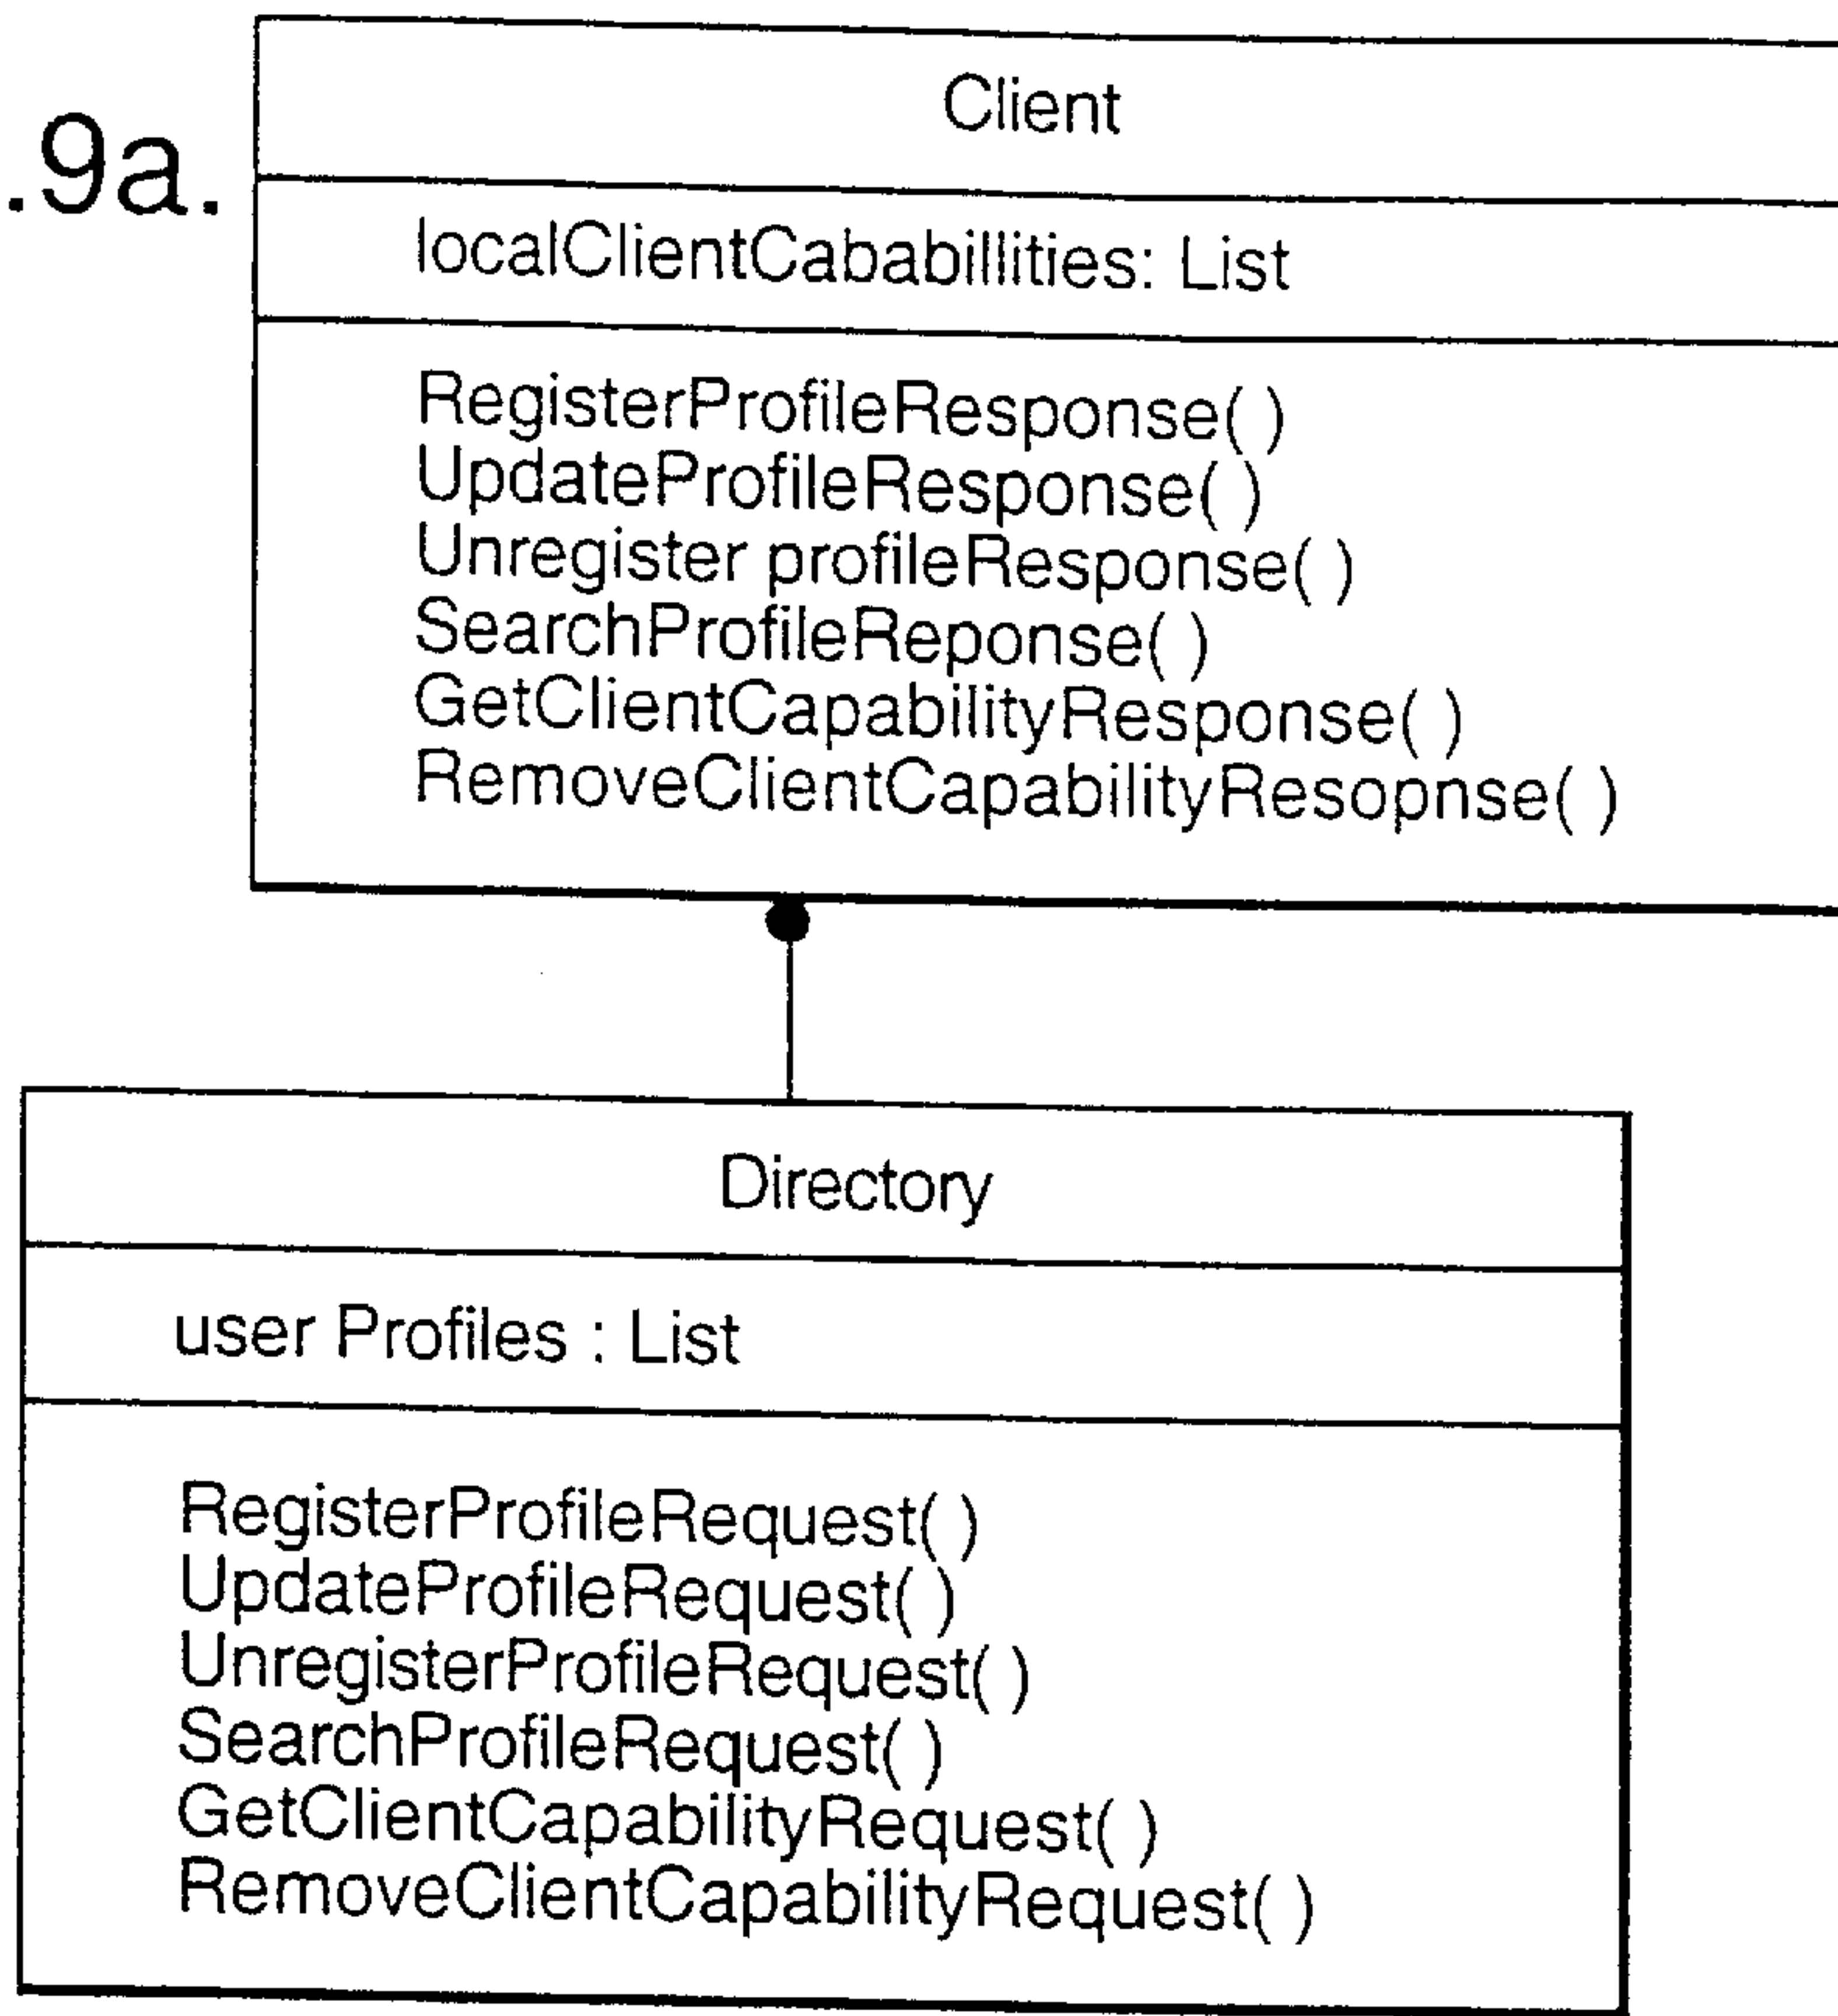 .9a.
Client
localClientCababillities: List
RegisterProfileResponse( )
UpdateProfileResponse( )
Unregister profileResponse( )
SearchProfileReponse( )
GetClientCapabilityResponse( )
RemoveClientCapabilityResopnse( )
Directory
user Profiles : List
RegisterProfileRequest( )
UpdateProfileRequest( )
UnregisterProfileRequest( )
SearchProfileRequest( )
GetClientCapabilityRequest( )
RemoveClientCapabilityRequest( )